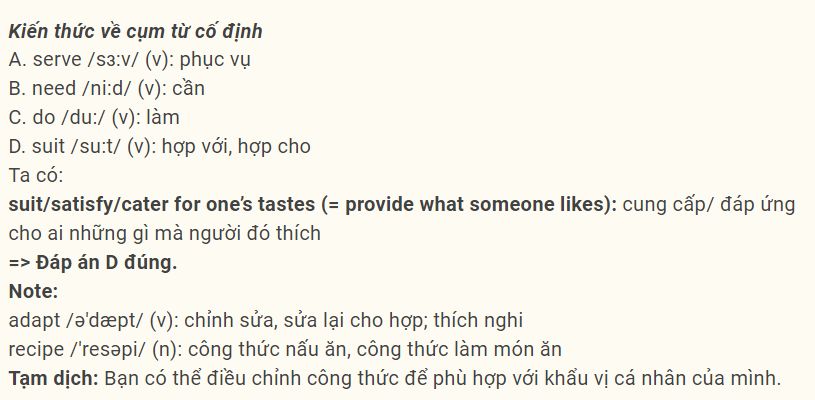 Kiến thức về cụm từ cố định
A. serve /sɜ:v/ (v): phục vụ
B. need /ni:d/ (v): cần
C. do /du:/ (v): làm
D. suit /su:t/ (v): hợp với, hợp cho
Ta có:
suit/satisfy/cater for one’s tastes (= provide what someone likes): cung cấp/ đáp ứng
cho ai những gì mà người đó thích
=> Đáp án D đúng.
Note:
adapt /ə'dæpt/ (v): chỉnh sửa, sửa lại cho hợp; thích nghi
recipe /'resəpi/ (n): công thức nấu ăn, công thức làm món ăn
Tạm dịch: Bạn có thể điều chỉnh công thức để phù hợp với khẩu vị cá nhân của mình.